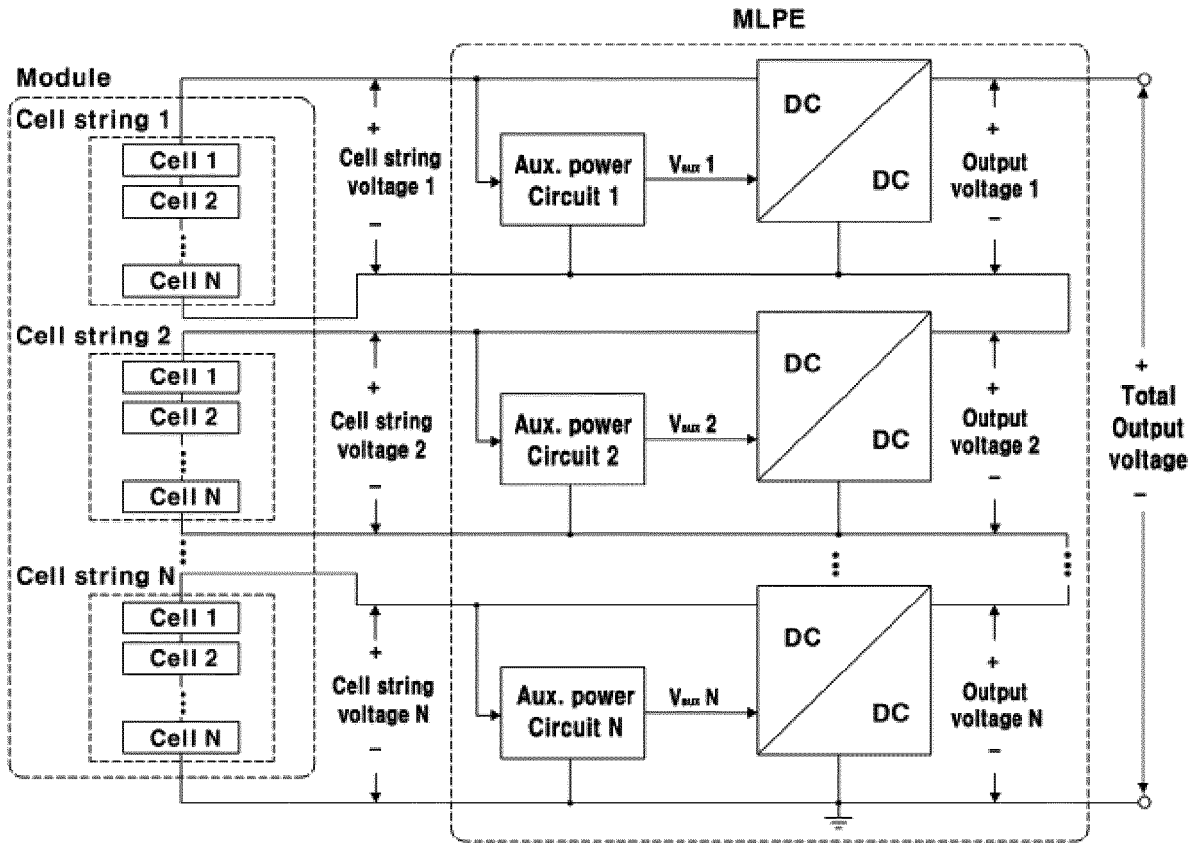 MLPE
Module
Cell string 1
Cell 1
Cell 2
Cell N
+
Cell string
voltage 1
–
Aux. power
Circuit 1
Vaux 1
DC
DC
+
Output
voltage 1
–
Cell string 2
Cell 1
Cell 2
Cell N
+
Cell string
voltage 2
–
Aux. power
Circuit 2
Vaux 2
DC
DC
+
Output
voltage 2
–
+
Total
Output
voltage
–
Cell string N
Cell 1
Cell 2
Cell N
+
Cell string
voltage N
–
Aux. power
Circuit N
Vaux N
DC
DC
+
Output
voltage N
–